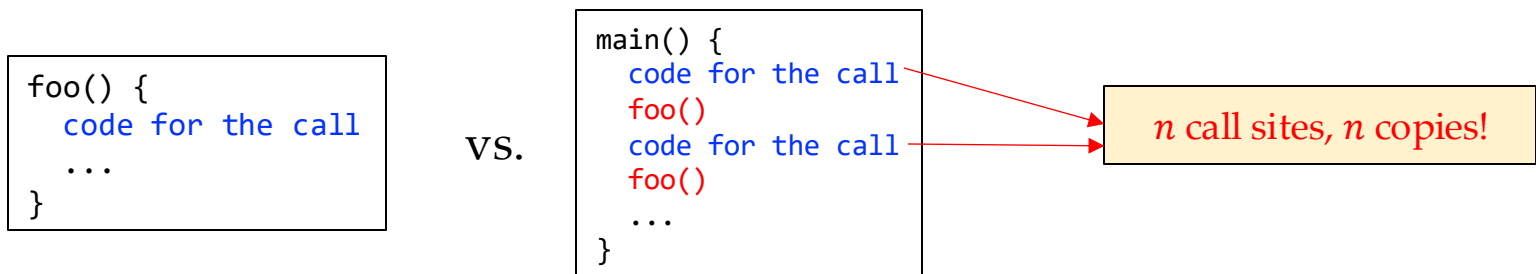 foo() {
  code for the call
  ...
}
vs.
main() {
  code for the call
  foo()
  code for the call
  foo()
  ...
}
n call sites, n copies!